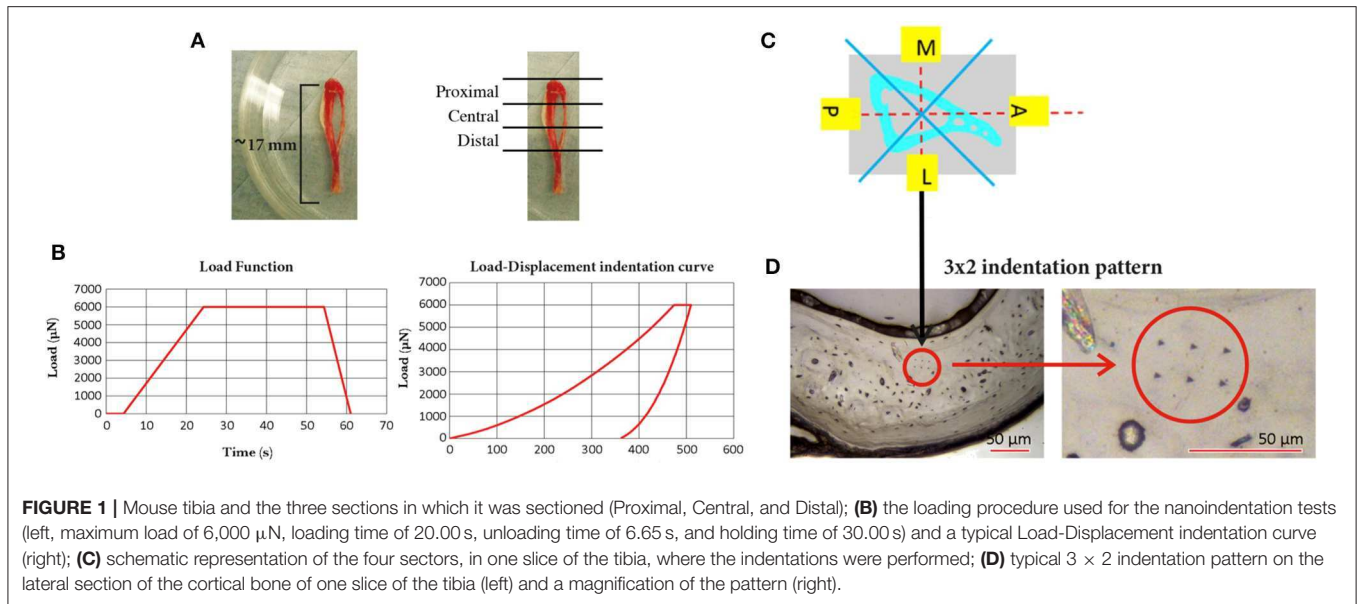 A
~17 mm
Proximal
Central
Distal
C
M
P
A
L
B
Load Function
Load (µN)
7000
6000
5000
4000
3000
2000
1000
0
0 10 20 30 40 50 60 70
Time (s)
Load-Displacement indentation curve
Load (µN)
7000
6000
5000
4000
3000
2000
1000
0
0 100 200 300 400 500 600
D
3x2 indentation pattern
50 µm
50 µm
FIGURE 1 | Mouse tibia and the three sections in which it was sectioned (Proximal, Central, and Distal); (B) the loading procedure used for the nanoindentation tests
(left, maximum load of 6,000 µN, loading time of 20.00 s, unloading time of 6.65 s, and holding time of 30.00 s) and a typical Load-Displacement indentation curve
(right); (C) schematic representation of the four sectors, in one slice of the tibia, where the indentations were performed; (D) typical 3 × 2 indentation pattern on the
lateral section of the cortical bone of one slice of the tibia (left) and a magnification of the pattern (right).